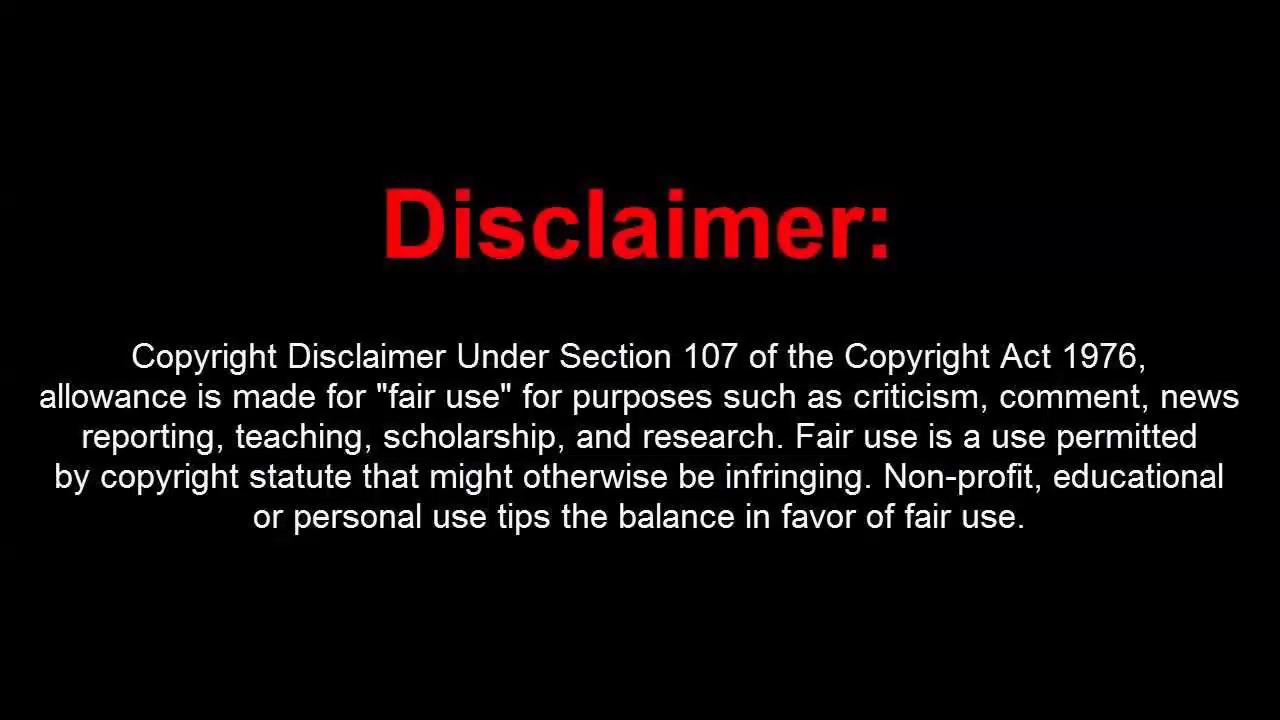 Disclaimer:
Copyright Disclaimer Under Section 107 of the Copyright Act 1976,
allowance is made for "fair use" for purposes such as criticism, comment, news
reporting, teaching, scholarship, and research. Fair use is a use permitted
by copyright statute that might otherwise be infringing. Non-profit, educational
or personal use tips the balance in favor of fair use.